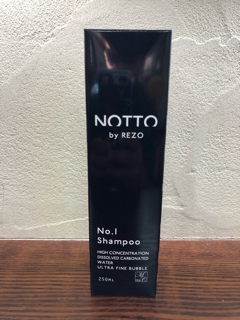 NOTTO
by REZO
No.1
Shampoo
HIGH CONCENTRATION
DISSOLVED CARBONATED
WATER
ULTRA FINE BUBBLE
250mL